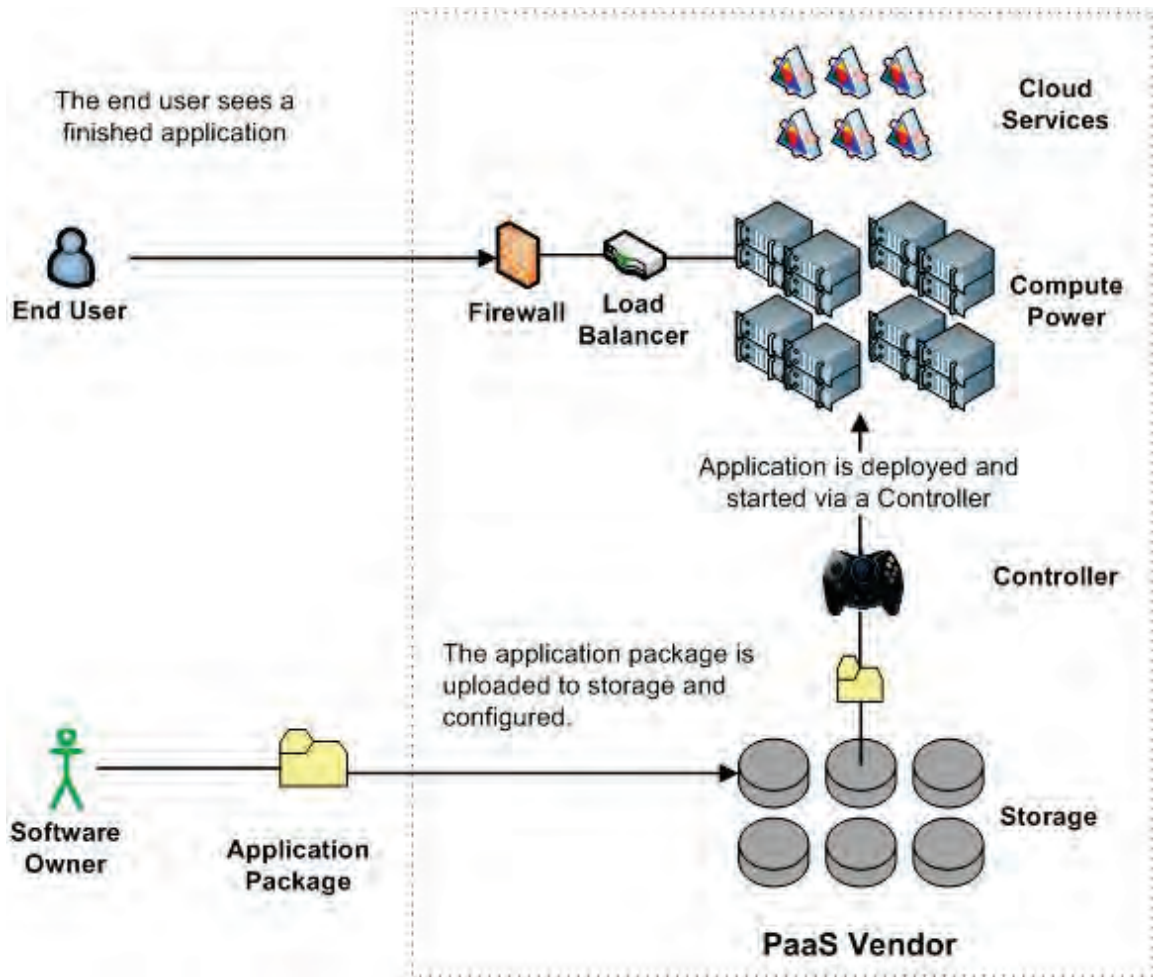 The end user sees a
finished application
Cloud
Services
End User
Firewall
Load
Balancer
Compute
Power
Application is deployed and
started via a Controller
Controller
The application package is
uploaded to storage and
configured.
Software
Owner
Application
Package
Storage
PaaS Vendor